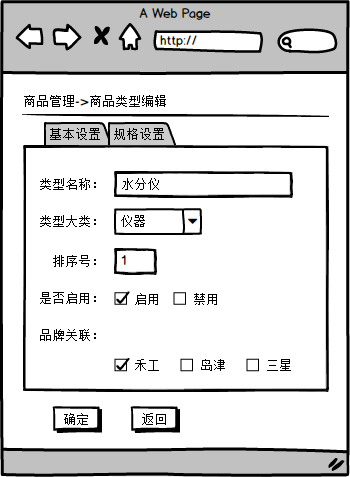 A Web Page
http://
商品管理->商品类型编辑
基本设置 规格设置
类型名称： 水分仪
类型大类： 仪器
排序号： 1
是否启用： 启用 禁用
品牌关联：
禾工 岛津 三星
确定 返回